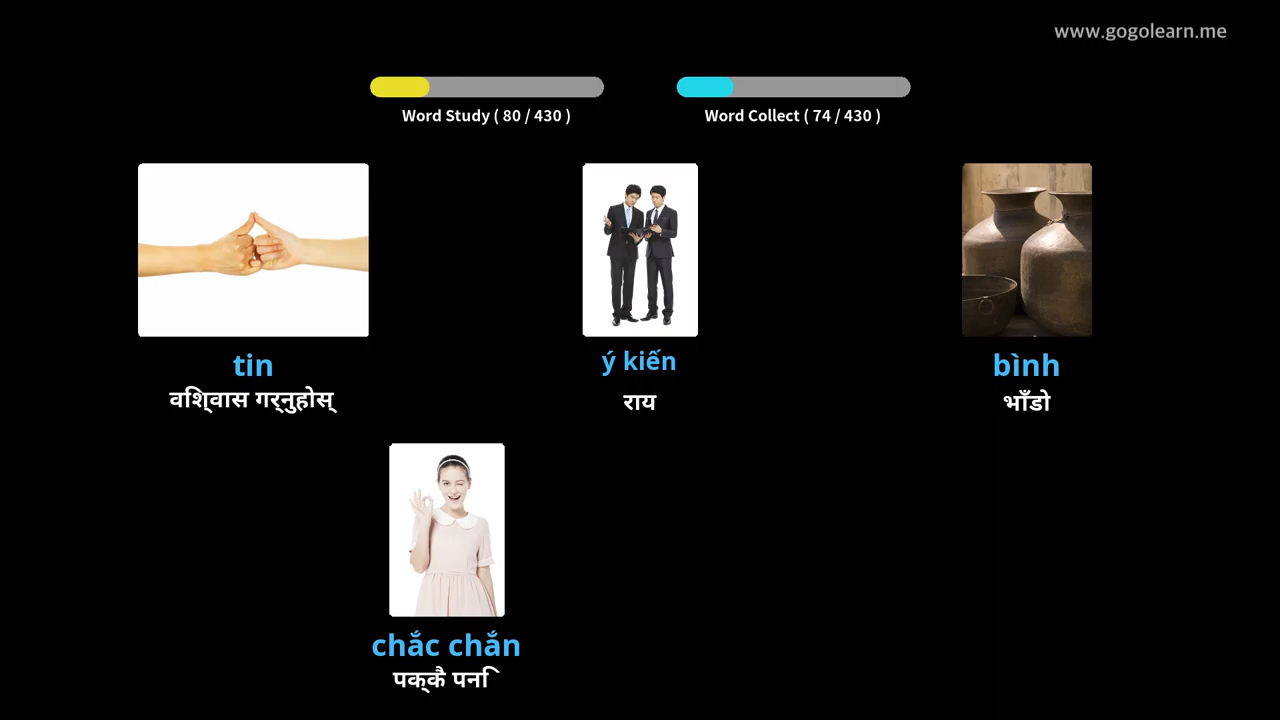 www.gogolearn.me
Word Study ( 80 / 430 )
Word Collect ( 74 / 430 )
tin
विश्वास गर्नुहोस्
ý kiến
राय
bình
भाँडो
chắc chắn
पक्कै पनि